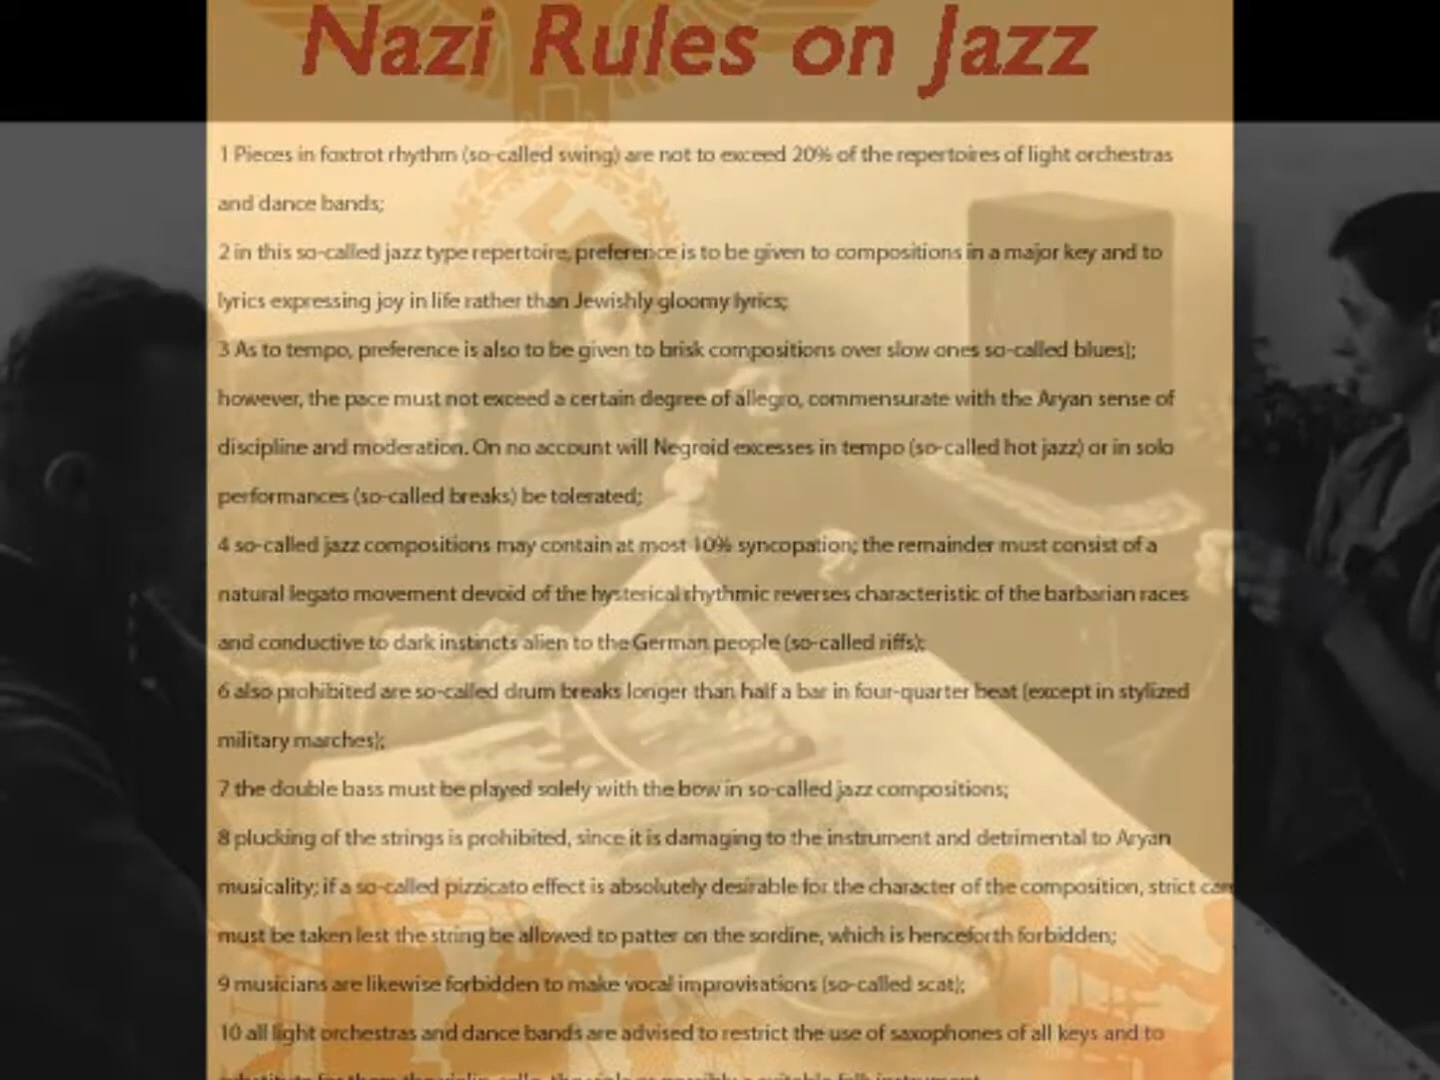 Nazi Rules on Jazz
1 Pieces in foxtrot rhythm (so-called swing) are not to exceed 20% of the repertoires of light orchestras
and dance bands;
2 in this so-called jazz type repertoire, preference is to be given to compositions in a major key and to
lyrics expressing joy in life rather than Jewishly gloomy lyrics;
3 As to tempo, preference is also to be given to brisk compositions over slow ones so-called blues);
however, the pace must not exceed a certain degree of allegro, commensurate with the Aryan sense of
discipline and moderation. On no account will Negroid excesses in tempo (so-called hot jazz) or in solo
performances (so-called breaks) be tolerated;
4 so-called jazz compositions may contain at most 10% syncopation; the remainder must consist of a
natural legato movement devoid of the hysterical rhythmic reverses characteristic of the barbarian races
and conductive to dark instincts alien to the German people (so-called riffs);
6 also prohibited are so-called drum breaks longer than half a bar in four-quarter beat (except in stylized
military marches);
7 the double bass must be played solely with the bow in so-called jazz compositions;
8 plucking of the strings is prohibited, since it is damaging to the instrument and detrimental to Aryan
musicality; if a so-called pizzicato effect is absolutely desirable for the character of the composition, strict
must be taken lest the string be allowed to patter on the sordine, which is henceforth forbidden;
9 musicians are likewise forbidden to make vocal improvisations (so-called scat);
10 all light orchestras and dance bands are advised to restrict the use of saxophones of all keys and to